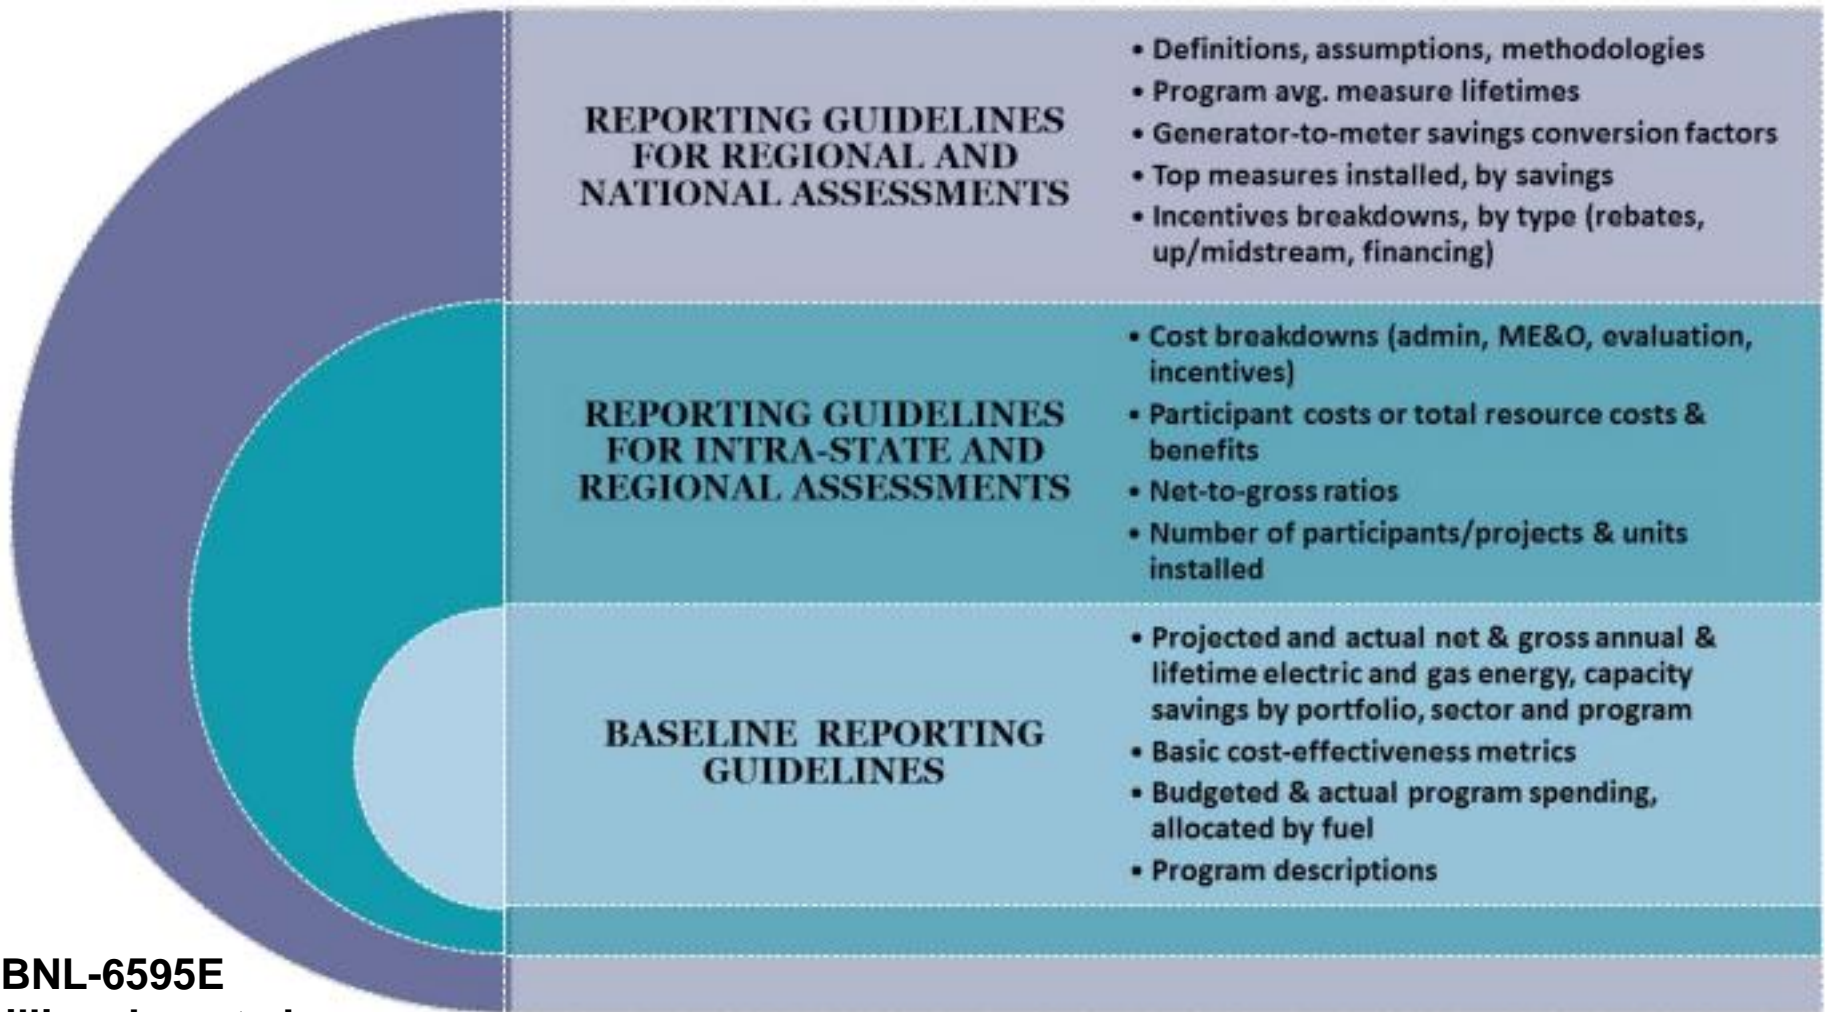 REPORTING GUIDELINES
FOR REGIONAL AND
NATIONAL ASSESSMENTS
• Definitions, assumptions, methodologies
• Program avg. measure lifetimes
• Generator-to-meter savings conversion factors
• Top measures installed, by savings
• Incentives breakdowns, by type (rebates,
up/midstream, financing)
REPORTING GUIDELINES
FOR INTRA-STATE AND
REGIONAL ASSESSMENTS
• Cost breakdowns (admin, ME&O, evaluation,
incentives)
• Participant costs or total resource costs &
benefits
• Net-to-gross ratios
• Number of participants/projects & units
installed
BASELINE REPORTING
GUIDELINES
• Projected and actual net & gross annual &
lifetime electric and gas energy, capacity
savings by portfolio, sector and program
• Basic cost-effectiveness metrics
• Budgeted & actual program spending,
allocated by fuel
• Program descriptions
BNL-6595E